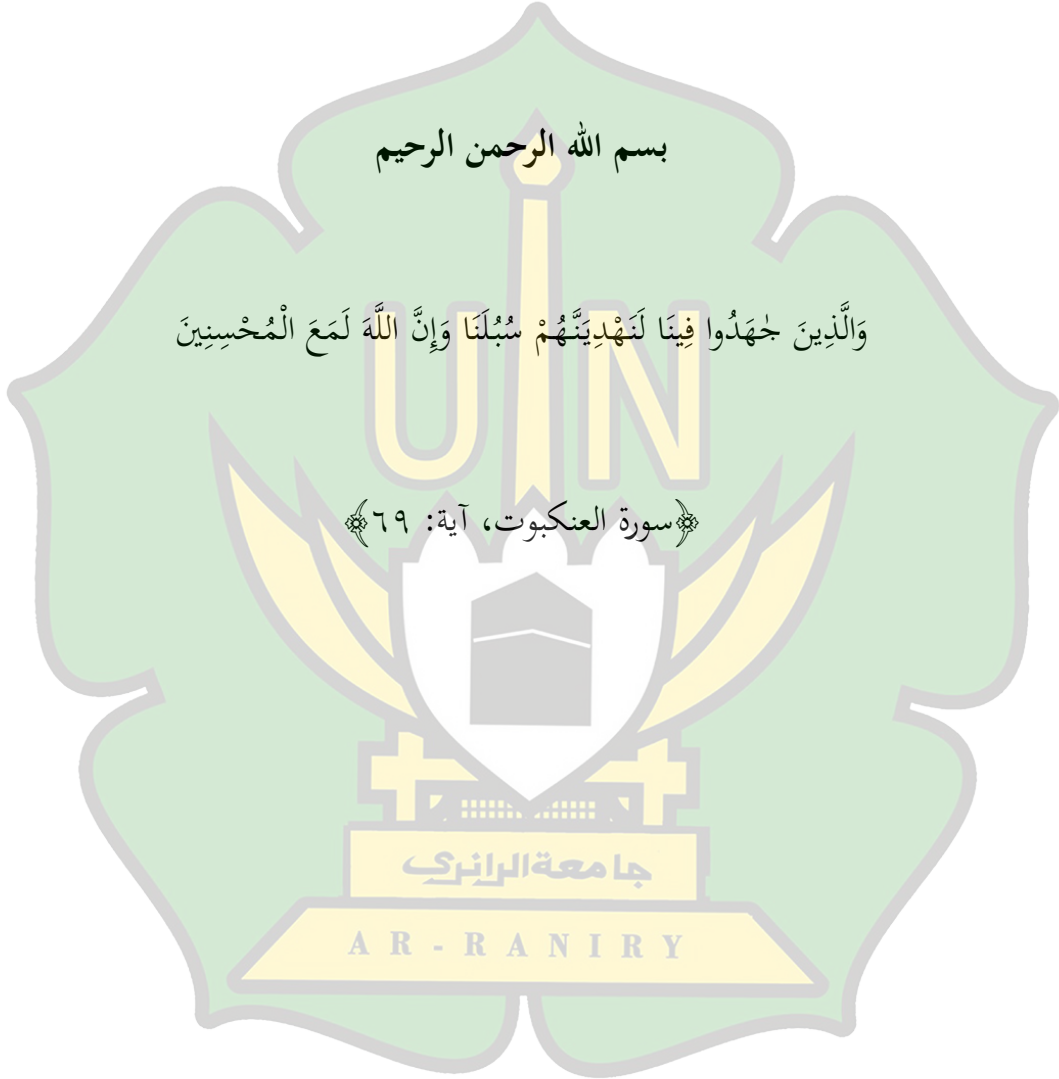 بسم الله الرحمن الرحيم
وَالَّذِينَ جٰهَدُوا فِينَا لَنَهْدِيَنَّهُمْ سُبُلَنَا وَإِنَّ اللَّهَ لَمَعَ الْمُحْسِنِينَ
UIN
﴿سورة العنكبوت، آية: ٦٩﴾
جامعة الرانري
AR-RANIRY